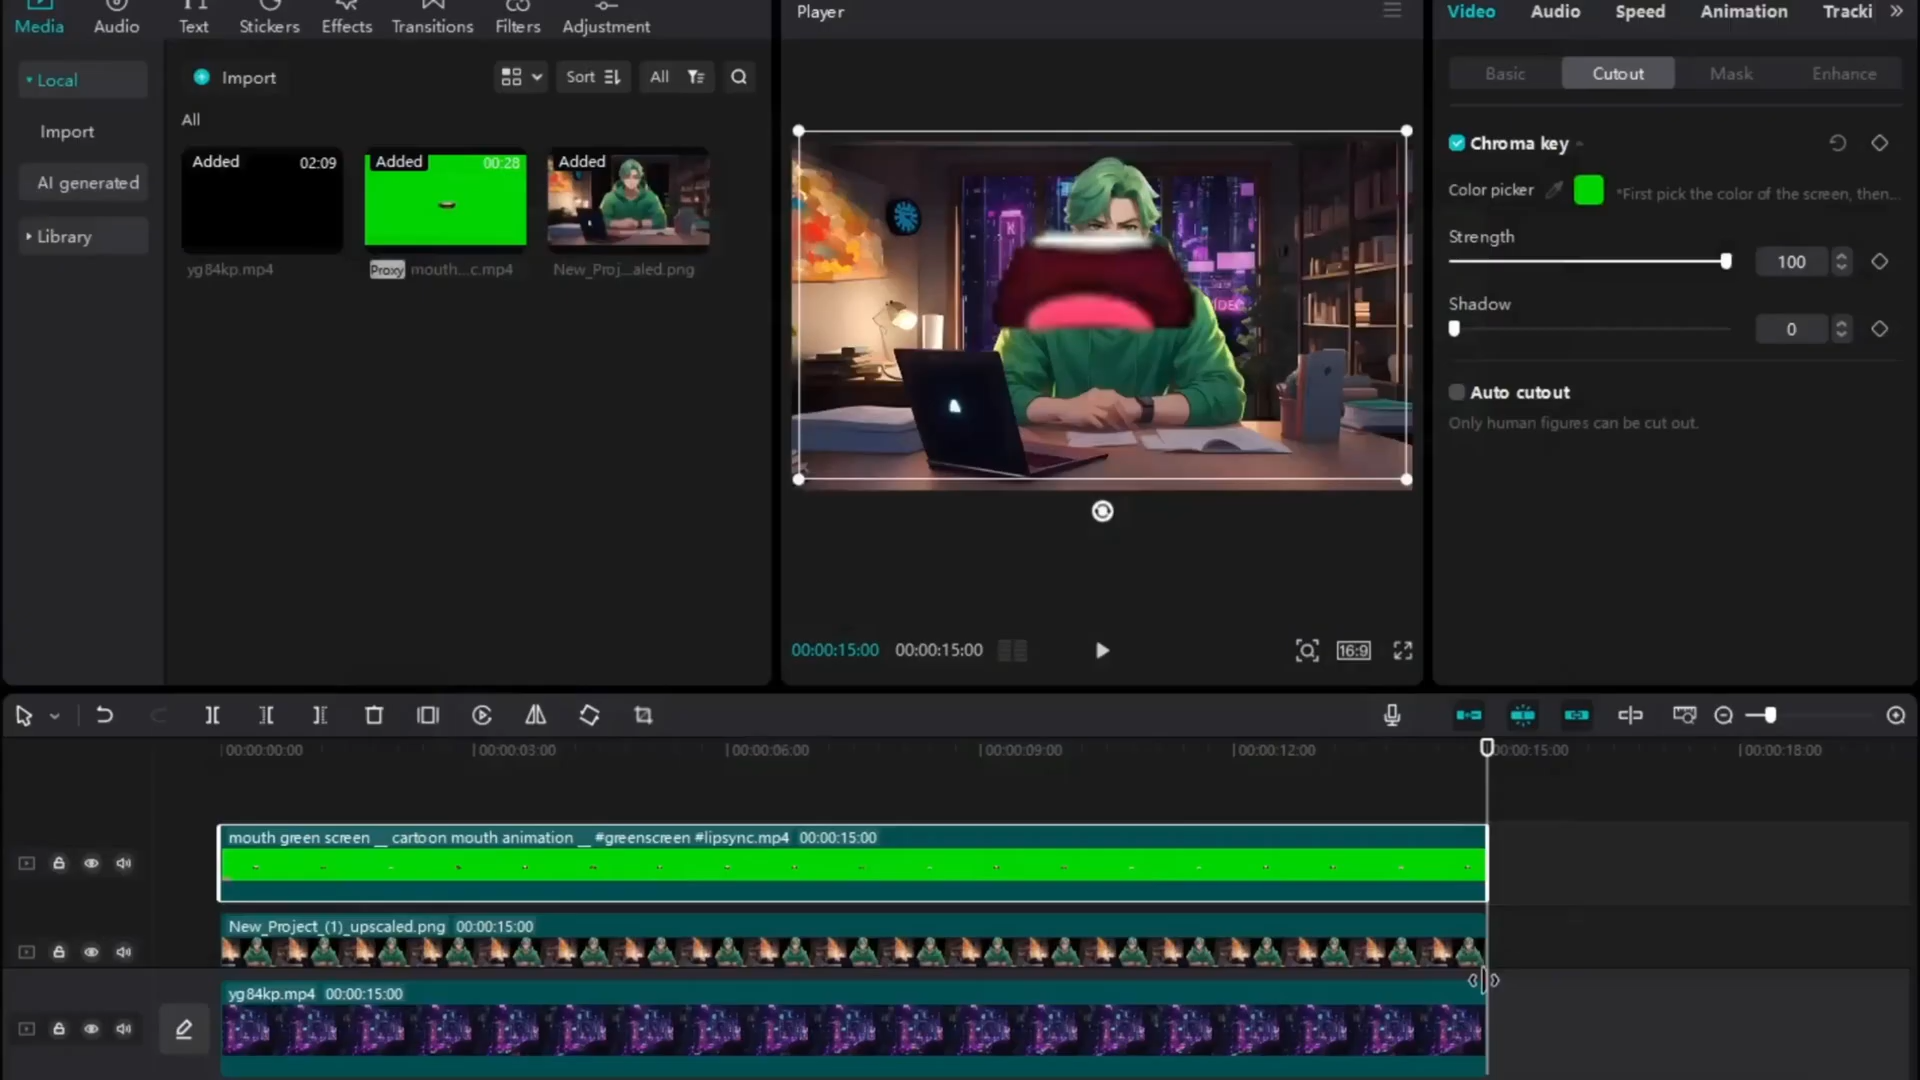 Media
Audio
Text
Stickers
Effects
Transitions
Filters
Adjustment
Local
Import
AI generated
Library
Import
Sort
All
All
Added
02:09
yg84kp.mp4
Added
00:28
Proxy
mouth...c.mp4
Added
New_Proj...aled.png
Player
00:00:15:00
00:00:15:00
16:9
Video
Audio
Speed
Animation
Tracki
Basic
Cutout
Mask
Enhance
Chroma key
Color picker
*First pick the color of the screen, then...
Strength
100
Shadow
0
Auto cutout
Only human figures can be cut out.
00:00:00:00
00:00:03:00
00:00:06:00
00:00:09:00
00:00:12:00
00:00:15:00
00:00:18:00
mouth green screen __ cartoon mouth animation __ #greenscreen #lipsync.mp4 00:00:15:00
New_Project_(1)_upscaled.png 00:00:15:00
yg84kp.mp4 00:00:15:00